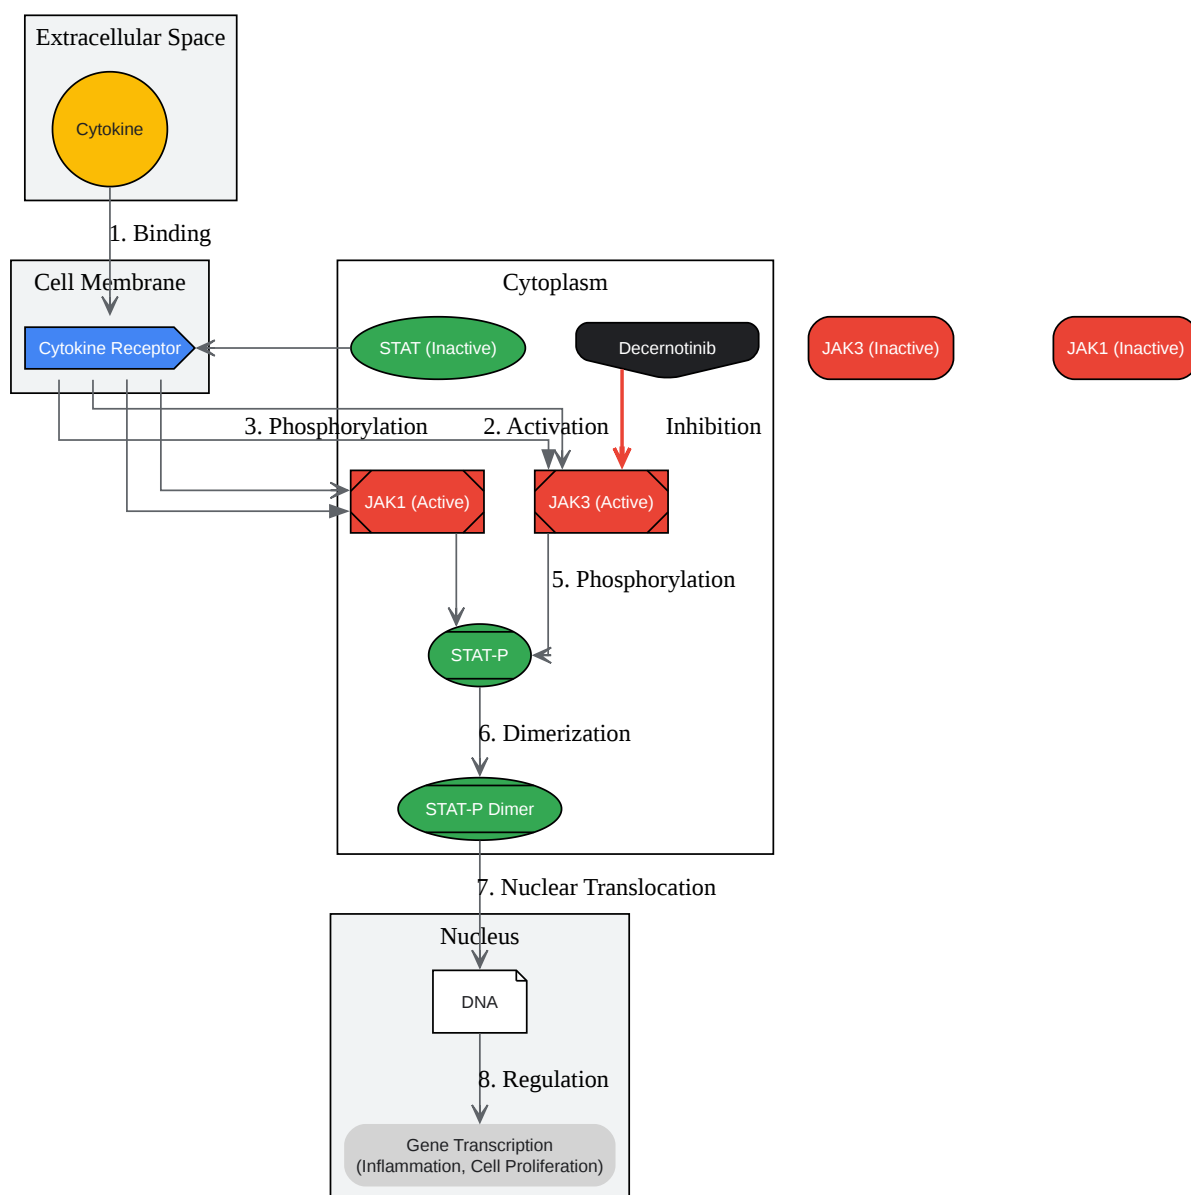 Extracellular Space
Cytokine
1. Binding
Cell Membrane
Cytoplasm
Cytokine Receptor
STAT (Inactive)
Decernotinib
JAK3 (Inactive)
JAK1 (Inactive)
3. Phosphorylation
2. Activation
Inhibition
JAK1 (Active)
JAK3 (Active)
5. Phosphorylation
STAT-P
6. Dimerization
STAT-P Dimer
7. Nuclear Translocation
Nucleus
DNA
8. Regulation
Gene Transcription
(Inflammation, Cell Proliferation)